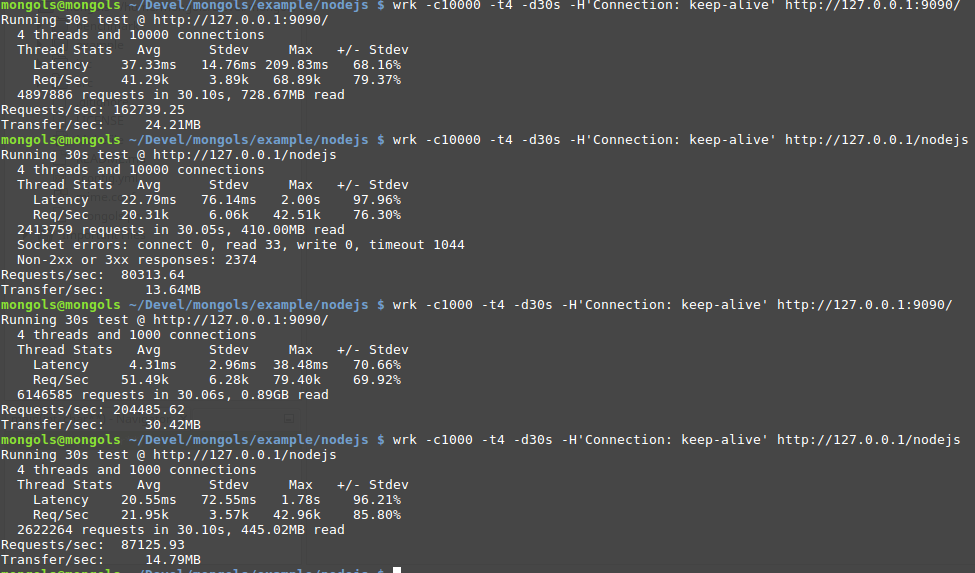 mongols@mongols ~/Devel/mongols/example/nodejs $ wrk -c10000 -t4 -d30s -H'Connection: keep-alive' http://127.0.0.1:9090/
Running 30s test @ http://127.0.0.1:9090/
  4 threads and 10000 connections
  Thread Stats   Avg      Stdev     Max   +/- Stdev
    Latency    37.33ms   14.76ms 209.83ms   68.16%
    Req/Sec    41.29k     3.89k   68.89k    79.37%
  4897886 requests in 30.10s, 728.67MB read
Requests/sec: 162739.25
Transfer/sec:     24.21MB
mongols@mongols ~/Devel/mongols/example/nodejs $ wrk -c10000 -t4 -d30s -H'Connection: keep-alive' http://127.0.0.1/nodejs
Running 30s test @ http://127.0.0.1/nodejs
  4 threads and 10000 connections
  Thread Stats   Avg      Stdev     Max   +/- Stdev
    Latency    22.79ms   76.14ms   2.00s    97.96%
    Req/Sec    20.31k     6.06k   42.51k    76.30%
  2413759 requests in 30.05s, 410.00MB read
  Socket errors: connect 0, read 33, write 0, timeout 1044
  Non-2xx or 3xx responses: 2374
Requests/sec:  80313.64
Transfer/sec:     13.64MB
mongols@mongols ~/Devel/mongols/example/nodejs $ wrk -c1000 -t4 -d30s -H'Connection: keep-alive' http://127.0.0.1:9090/
Running 30s test @ http://127.0.0.1:9090/
  4 threads and 1000 connections
  Thread Stats   Avg      Stdev     Max   +/- Stdev
    Latency     4.31ms    2.96ms  38.48ms   70.66%
    Req/Sec    51.49k     6.28k   79.40k    69.92%
  6146585 requests in 30.06s, 0.89GB read
Requests/sec: 204485.62
Transfer/sec:     30.42MB
mongols@mongols ~/Devel/mongols/example/nodejs $ wrk -c1000 -t4 -d30s -H'Connection: keep-alive' http://127.0.0.1/nodejs
Running 30s test @ http://127.0.0.1/nodejs
  4 threads and 1000 connections
  Thread Stats   Avg      Stdev     Max   +/- Stdev
    Latency    20.55ms   72.55ms   1.78s    96.21%
    Req/Sec    21.95k     3.57k   42.96k    85.80%
  2622264 requests in 30.10s, 445.02MB read
Requests/sec:  87125.93
Transfer/sec:     14.79MB